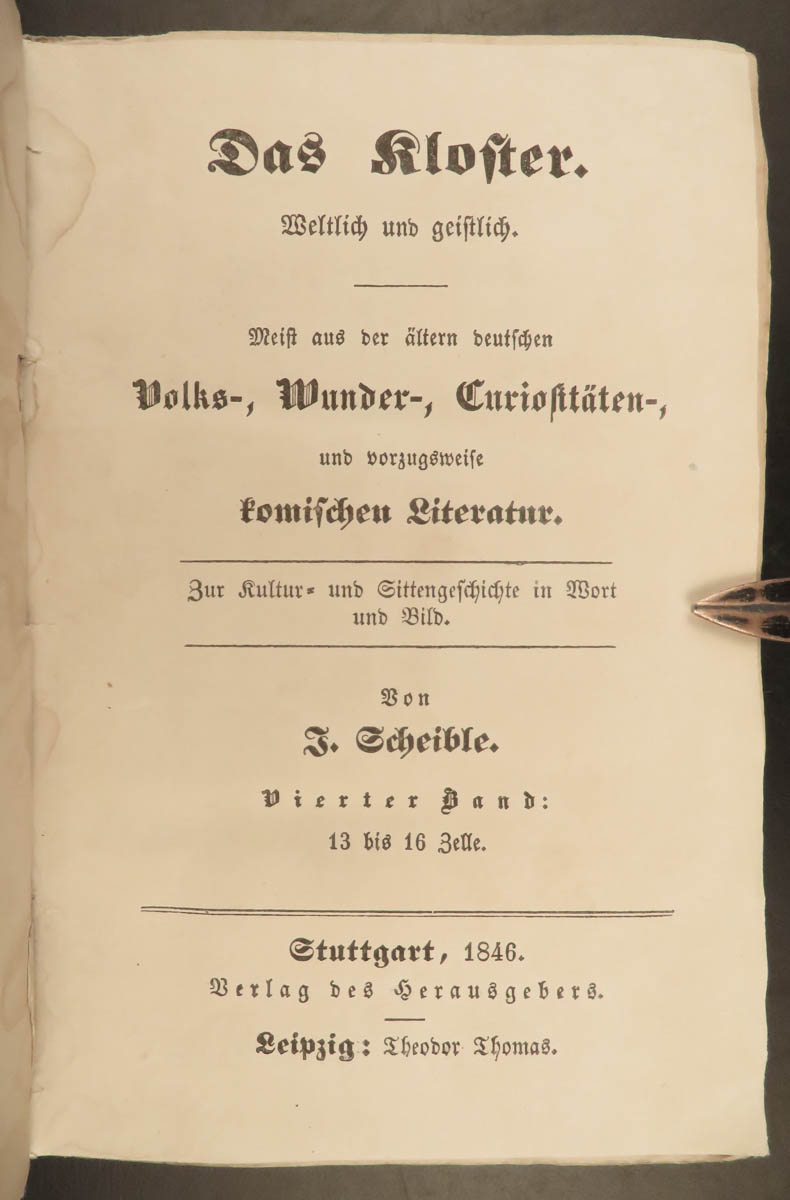 Das Kloster.
Weltlich und geistlich.
Meist aus der ältern deutschen
Volks-, Wunder-, Curiositäten-,
und vorzugsweise
komischen Literatur.
Zur Kultur- und Sittengeschichte in Wort
und Bild.
Von
J. Scheible.
Vierter Band:
13 bis 16 Zelle.
Stuttgart, 1846.
Verlag des Herausgebers.
Leipzig: Theodor Thomas.